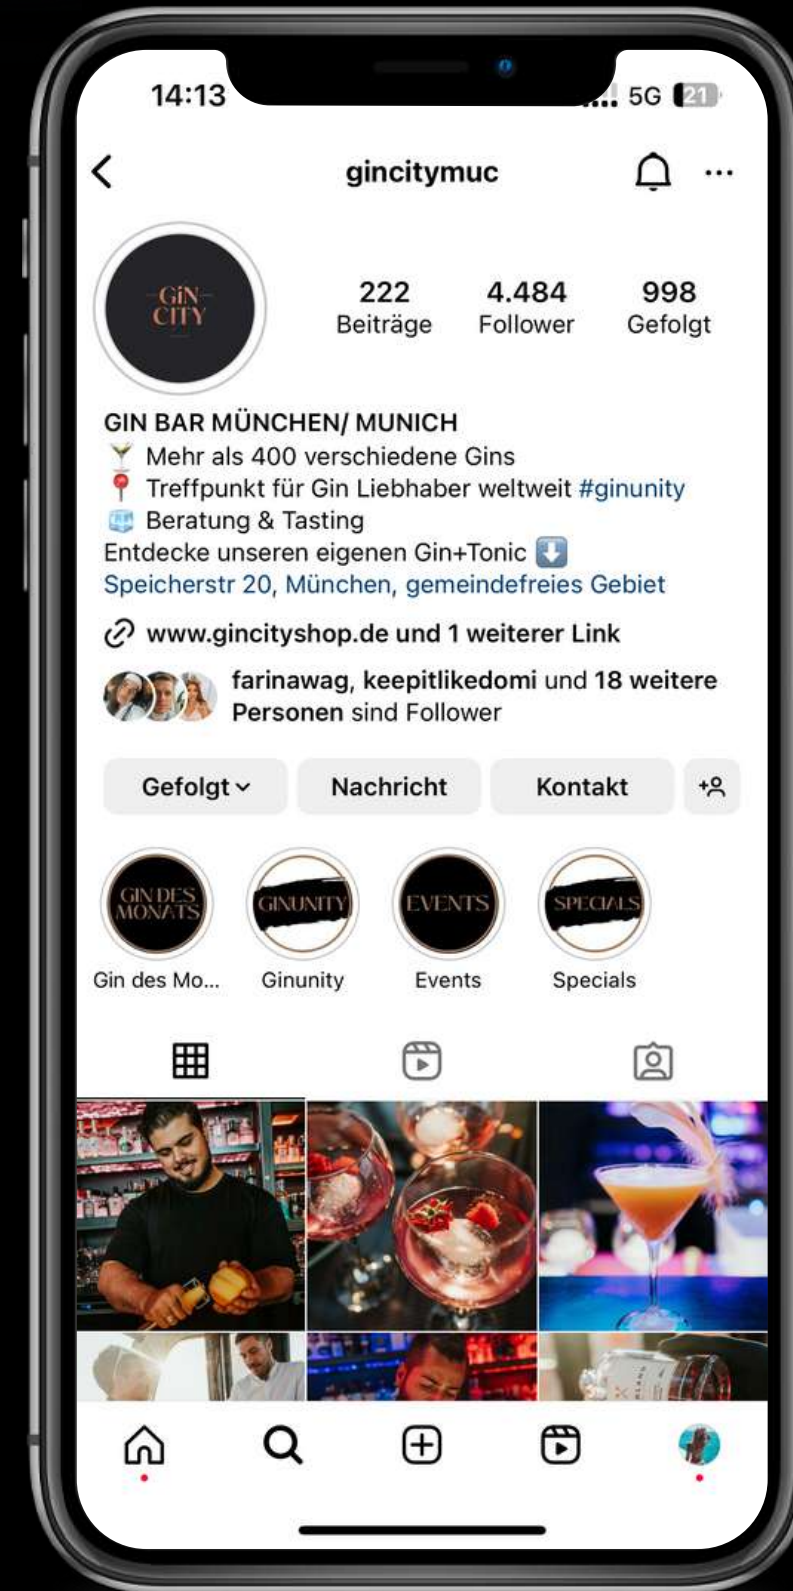 14:13 5G 21
gincitymuc
GiN
CITY
222 4.484 998
Beiträge Follower Gefolgt
GIN BAR MÜNCHEN/ MUNICH
Mehr als 400 verschiedene Gins
Treffpunkt für Gin Liebhaber weltweit #ginunity
Beratung & Tasting
Entdecke unseren eigenen Gin+Tonic
Speicherstr 20, München, gemeindefreies Gebiet
www.gincityshop.de und 1 weiterer Link
farinawag, keepitlikedomi und 18 weitere
Personen sind Follower
Gefolgt Nachricht Kontakt
GIN DES
MONATS
GINUNITY EVENTS SPECIALS
Gin des Mo... Ginunity Events Specials